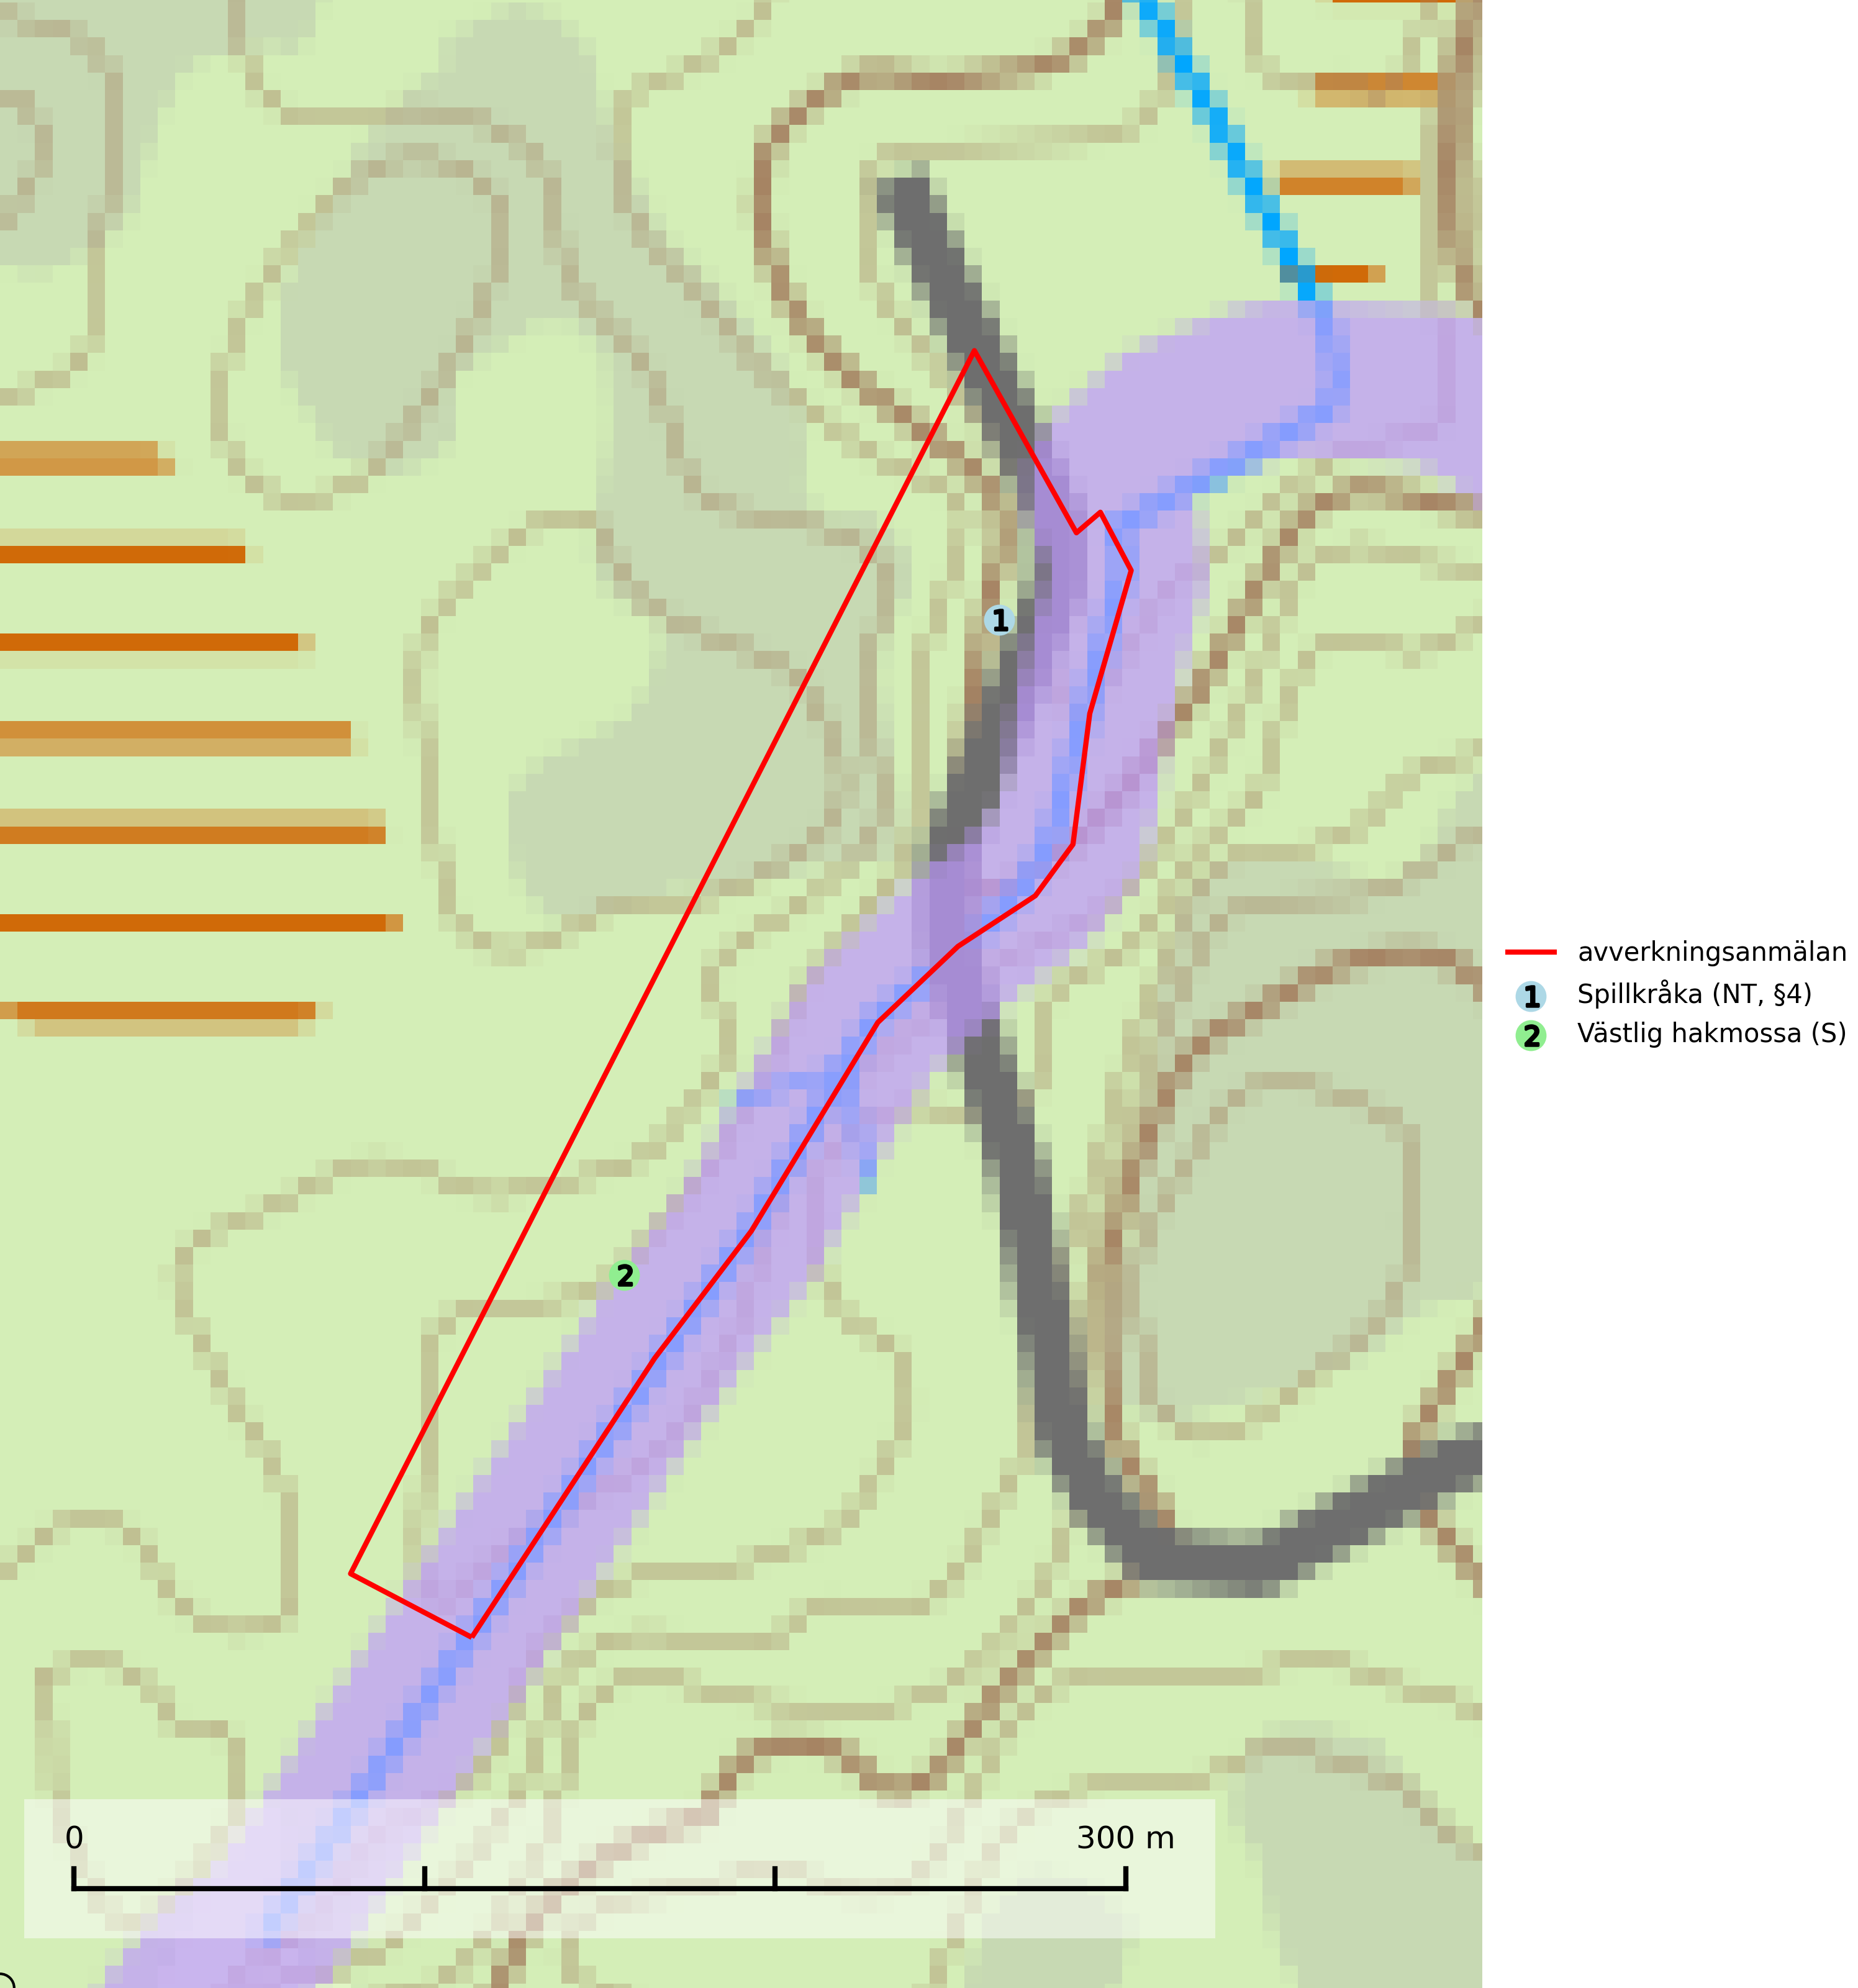 1
avverkningsanmälan
1 Spillkråka (NT, §4)
2 Västlig hakmossa (S)
2
0 300 m